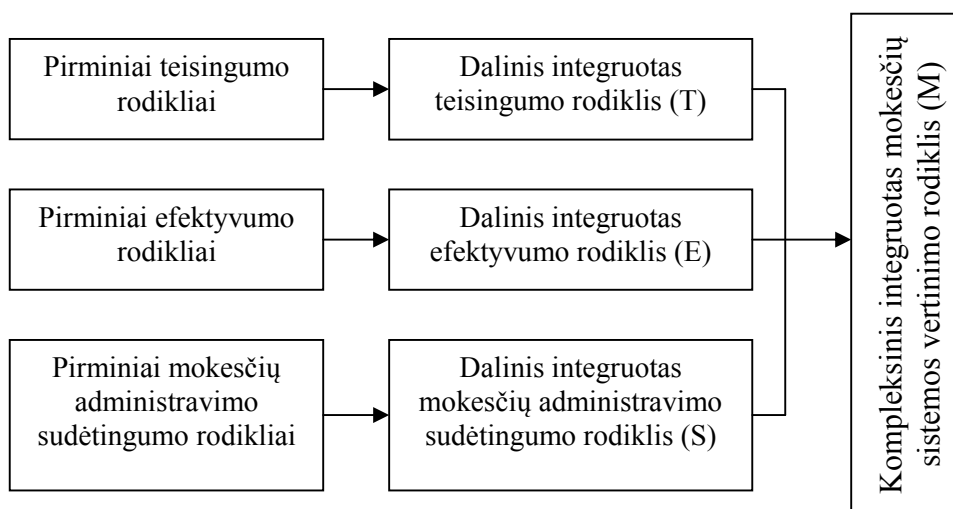 Pirminiai teisingumo
rodikliai
Dalinis integruotas
teisingumo rodiklis (T)
Pirminiai efektyvumo
rodikliai
Dalinis integruotas
efektyvumo rodiklis (E)
Pirminiai mokesčių
administravimo
sudėtingumo rodikliai
Dalinis integruotas
mokesčių administravimo
sudėtingumo rodiklis (S)
Kompleksinis integruotas mokesčių
sistemos vertinimo rodiklis (M)